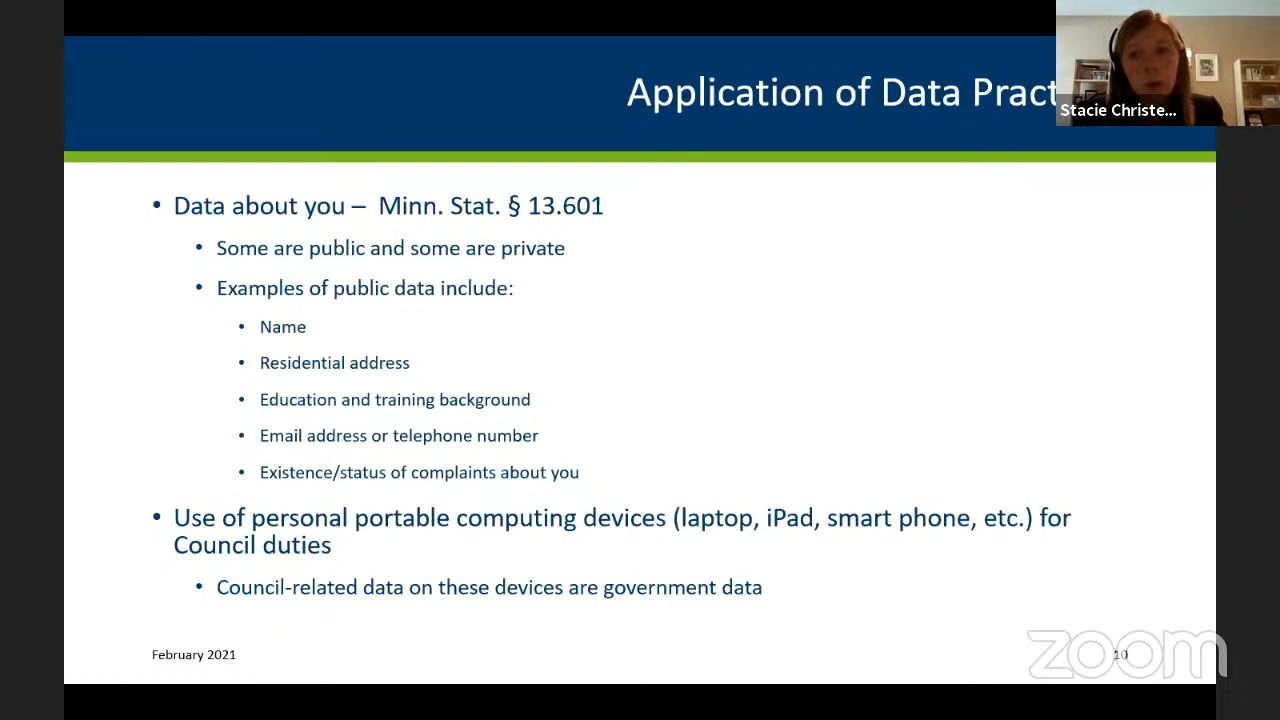 Application of Data Pract
Stacie Christe...
• Data about you – Minn. Stat. § 13.601
• Some are public and some are private
• Examples of public data include:
• Name
• Residential address
• Education and training background
• Email address or telephone number
• Existence/status of complaints about you
• Use of personal portable computing devices (laptop, iPad, smart phone, etc.) for
Council duties
• Council-related data on these devices are government data
February 2021
10
zoom